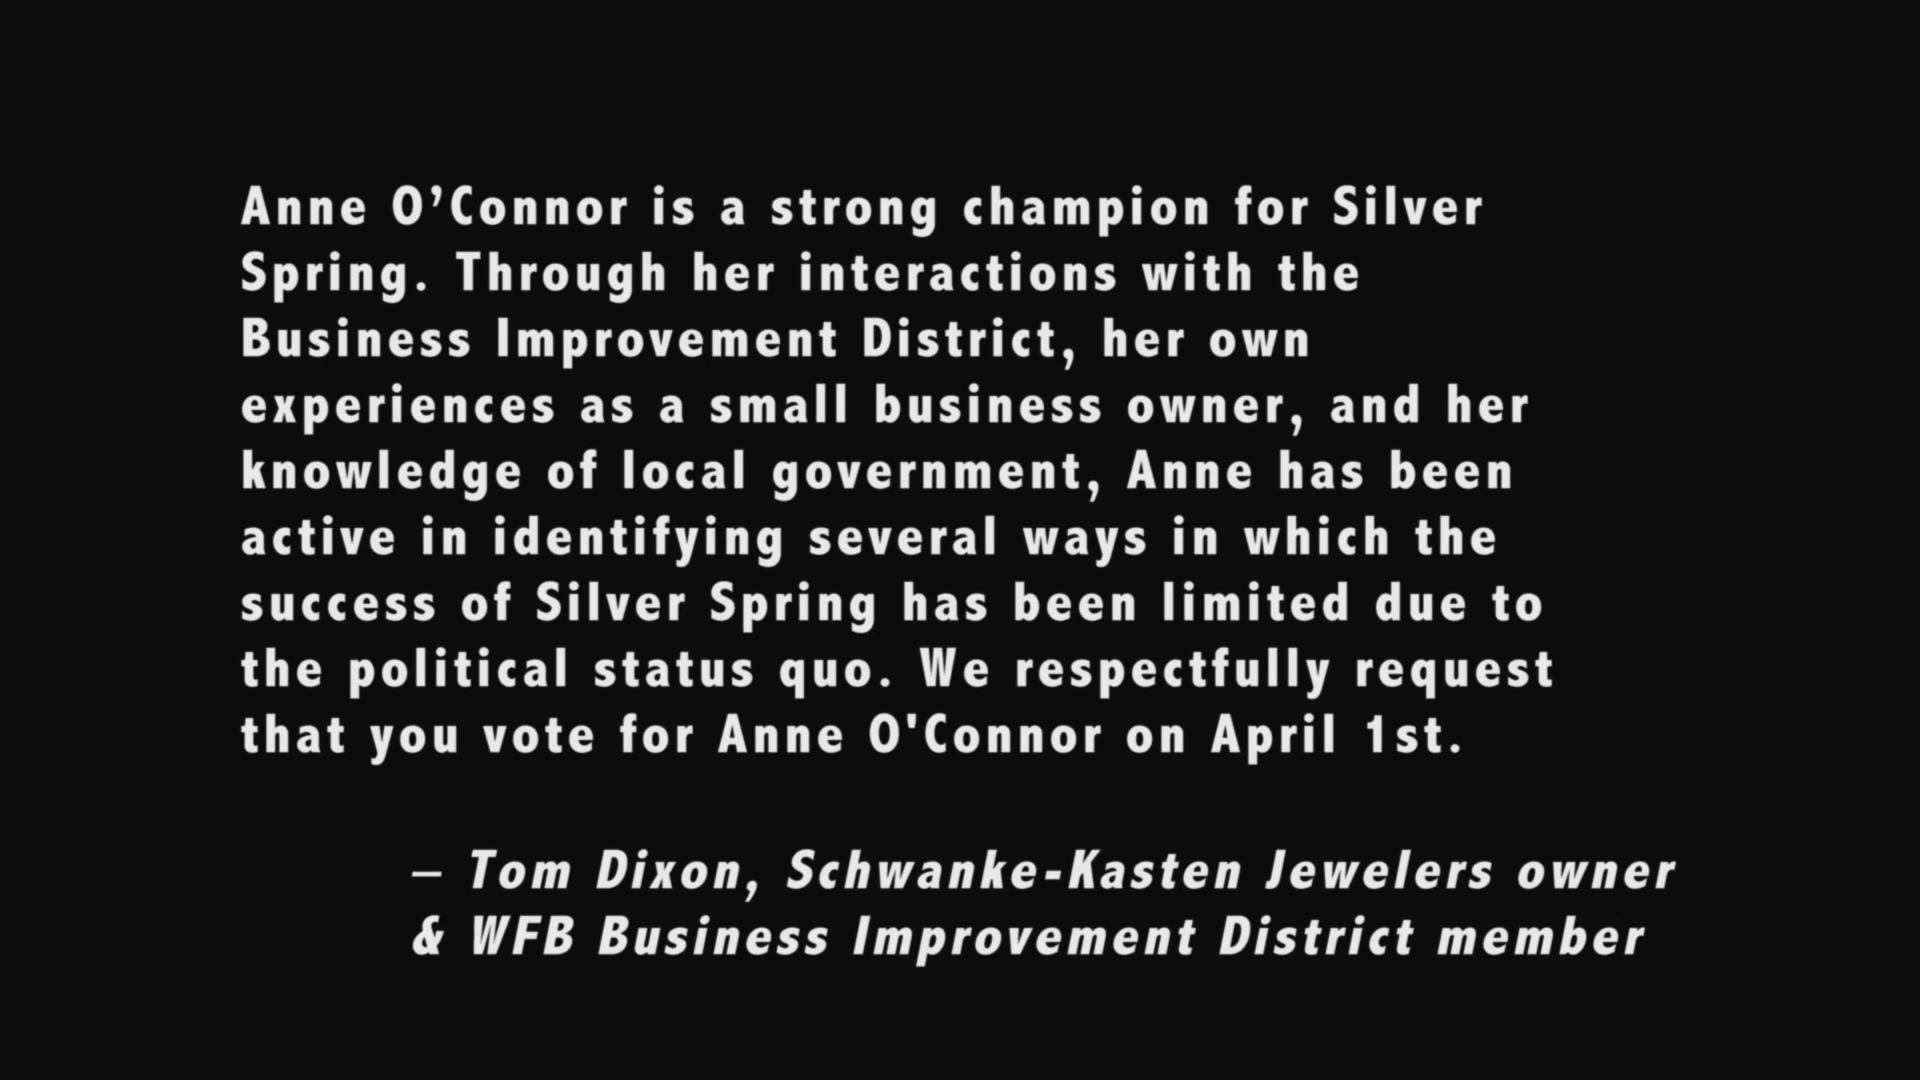 Anne O’Connor is a strong champion for Silver
Spring. Through her interactions with the
Business Improvement District, her own
experiences as a small business owner, and her
knowledge of local government, Anne has been
active in identifying several ways in which the
success of Silver Spring has been limited due to
the political status quo. We respectfully request
that you vote for Anne O'Connor on April 1st.
– Tom Dixon, Schwanke-Kasten Jewelers owner
& WFB Business Improvement District member